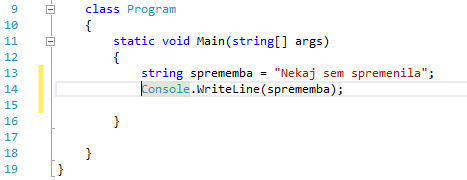 9 class Program
10 {
11 static void Main(string[] args)
12 {
13 string sprememba = "Nekaj sem spremenila";
14 Console.WriteLine(sprememba);
15
16 }
17
18 }
19 }